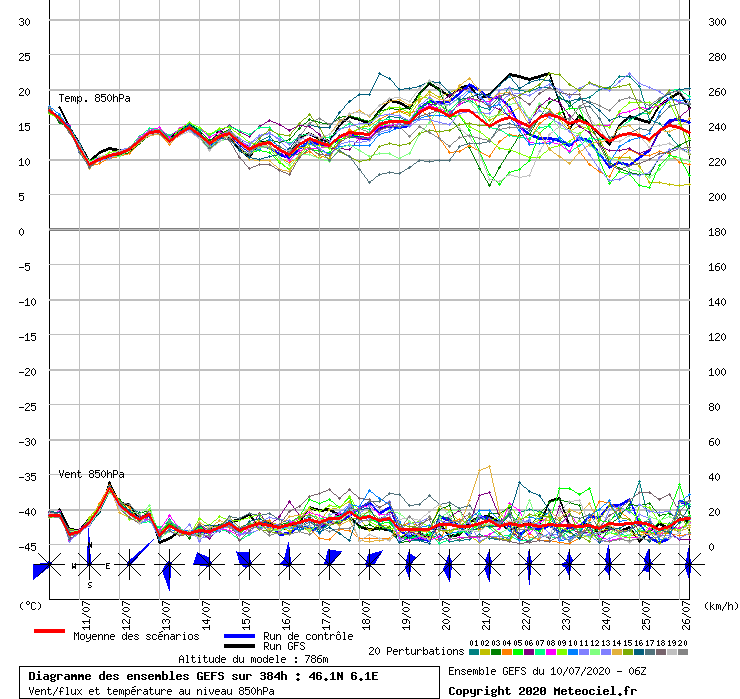 30 300
25 280
20 260
Temp. 850hPa
15 240
10 220
5 200
0 180
-5 160
-10 140
-15 120
-20 100
-25 80
-30 60
-35 40
Vent 850hPa
-40 20
-45 0
N
W E
S
(°C) 11/07 12/07 13/07 14/07 15/07 16/07 17/07 18/07 19/07 20/07 21/07 22/07 23/07 24/07 25/07 26/07 (km/h)
Moyenne des scénarios
Run de contrôle
Run GFS
20 Perturbations 01 02 03 04 05 06 07 08 09 10 11 12 13 14 15 16 17 18 19 20
Altitude du modele : 786m
Diagramme des ensembles GEFS sur 384h : 46.1N 6.1E
Vent/flux et température au niveau 850hPa
Ensemble GEFS du 10/07/2020 - 06Z
Copyright 2020 Meteociel.fr